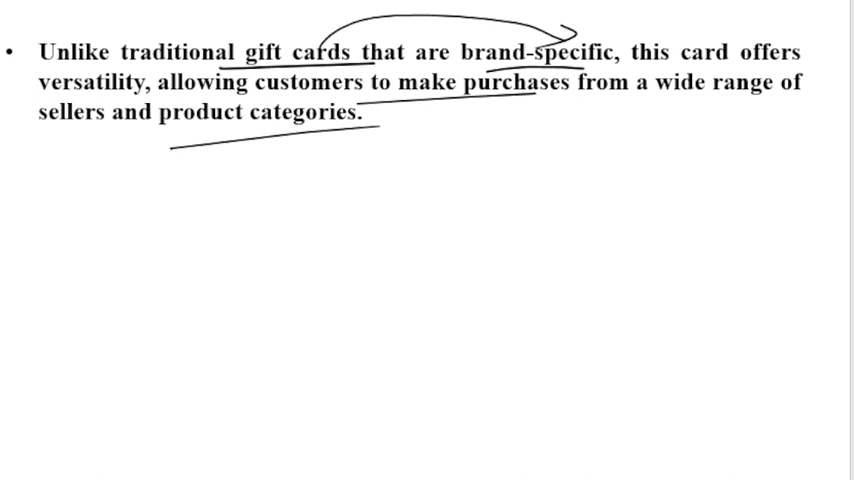 • Unlike traditional gift cards that are brand-specific, this card offers
versatility, allowing customers to make purchases from a wide range of
sellers and product categories.